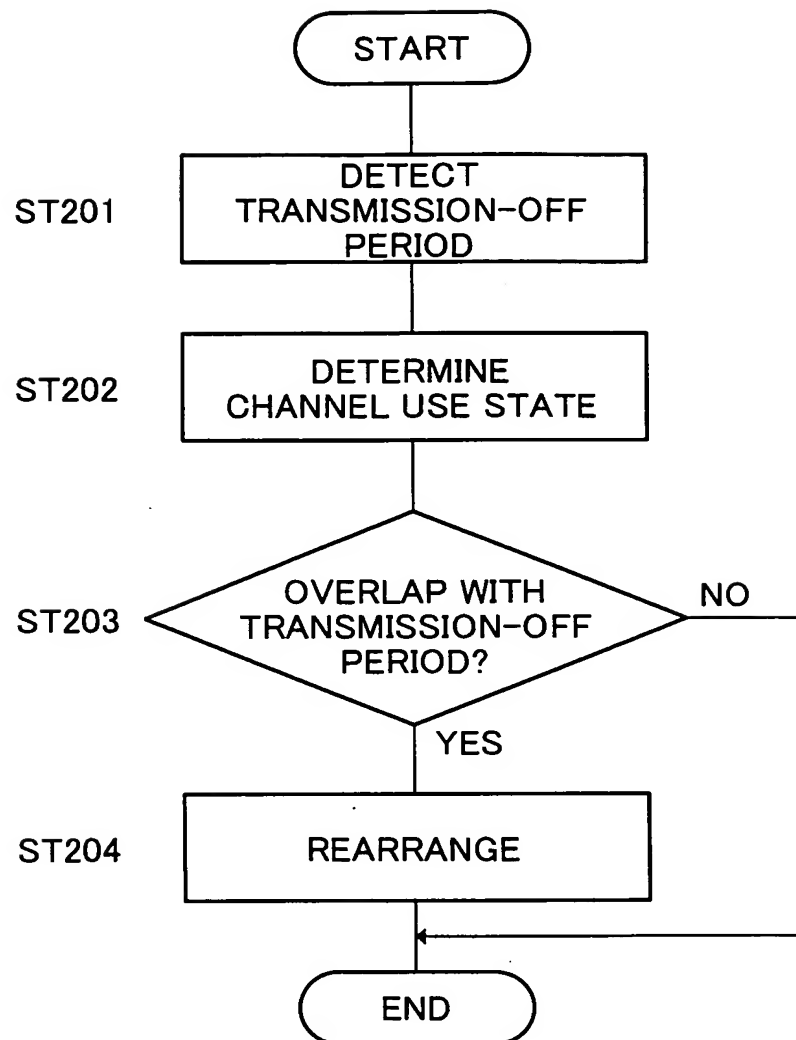 START
ST201
DETECT
TRANSMISSION-OFF
PERIOD
ST202
DETERMINE
CHANNEL USE STATE
ST203
OVERLAP WITH
TRANSMISSION-OFF
PERIOD?
NO
YES
ST204
REARRANGE
END